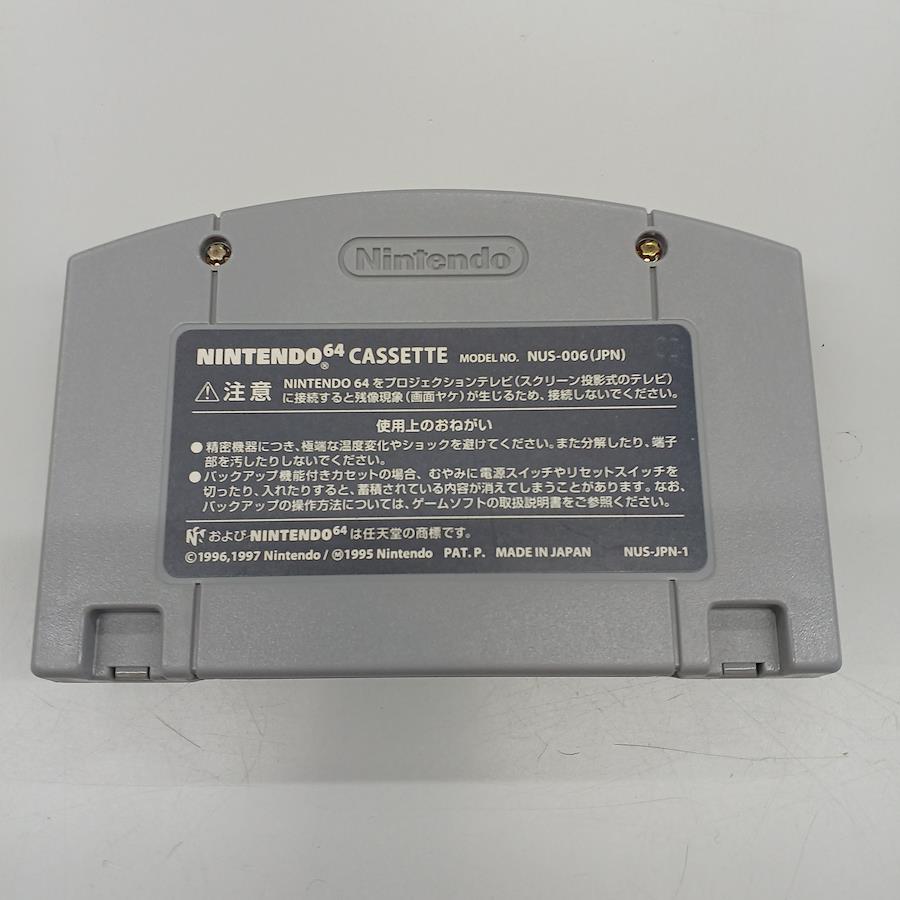 Nintendo®
NINTENDO64® CASSETTE MODEL NO. NUS-006(JPN)
⚠注意 NINTENDO 64 をプロジェクションテレビ(スクリーン投影式のテレビ)
に接続すると残像現象(画面ヤケ)が生じるため、接続しないでください。
使用上のおねがい
●精密機器につき、極端な温度変化やショックを避けてください。また分解したり、端子
部を汚したりしないでください。
●バックアップ機能付きカセットの場合、むやみに電源スイッチやリセットスイッチを
切ったり、入れたりすると、蓄積されている内容が消えてしまうことがあります。なお、
バックアップの操作方法については、ゲームソフトの取扱説明書をご参照ください。
および NINTENDO64 は任天堂の商標です。
©1996,1997 Nintendo/Ⓜ1995 Nintendo PAT. P. MADE IN JAPAN NUS-JPN-1